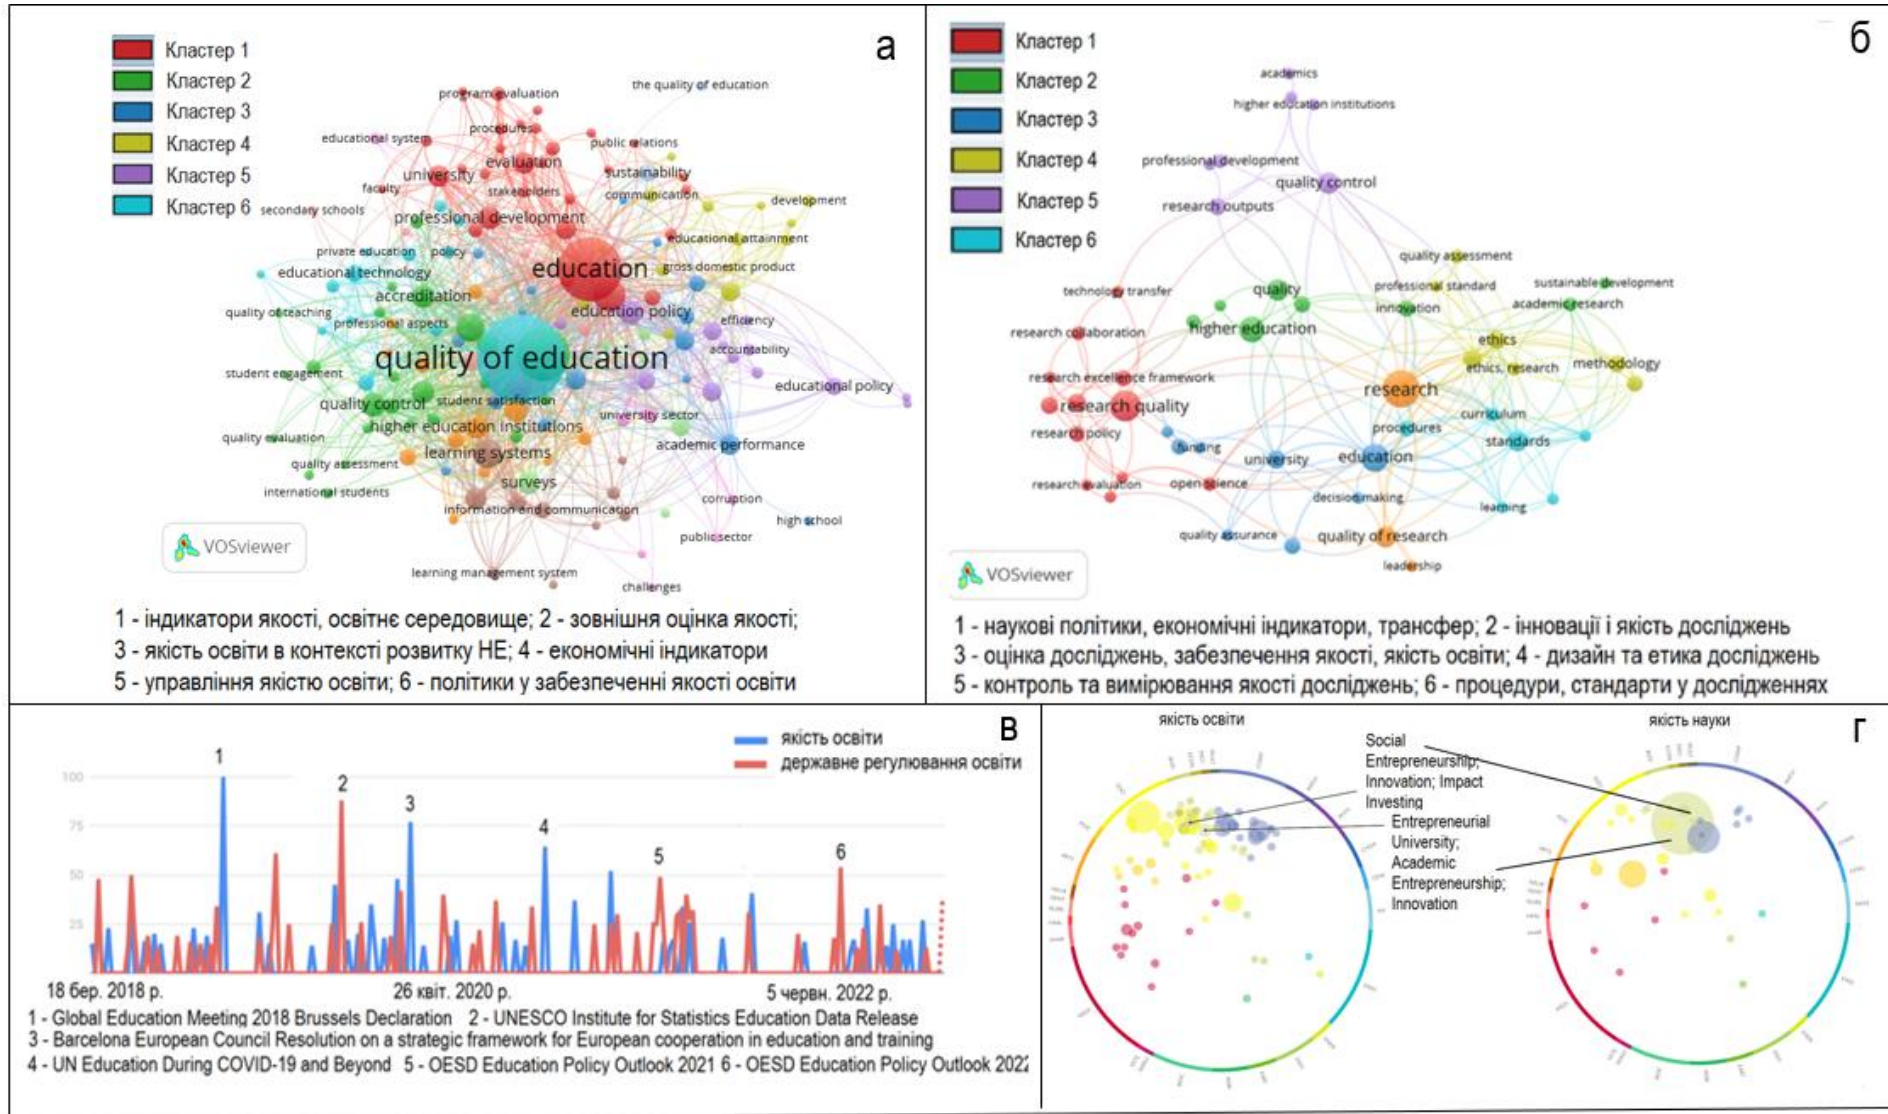 а
Кластер 1
Кластер 2
Кластер 3
Кластер 4
Кластер 5
Кластер 6
the quality of education
program evaluation
procedures
educational system
public relations
evaluation
university
sustainability
faculty
stakeholders
communication
development
secondary schools
professional development
educational attainment
private education
policy
education
gross domestic product
educational technology
accreditation
education policy
quality of teaching
professional aspects
efficiency
quality of education
accountability
student engagement
educational policy
quality control
student satisfaction
university sector
higher education institutions
quality evaluation
academic performance
learning systems
quality assessment
surveys
international students
corruption
information and communication
high school
public sector
VOSviewer
learning management system
challenges
1 - індикатори якості, освітнє середовище; 2 - зовнішня оцінка якості;
3 - якість освіти в контексті розвитку НЕ; 4 - економічні індикатори
5 - управління якістю освіти; 6 - політики у забезпеченні якості освіти
б
Кластер 1
Кластер 2
Кластер 3
Кластер 4
Кластер 5
Кластер 6
academics
higher education institutions
professional development
quality control
research outputs
quality assessment
technology transfer
quality
professional standard
sustainable development
innovation
academic research
research collaboration
higher education
ethics
research excellence framework
ethics, research
methodology
research
research quality
curriculum
research policy
procedures
funding
standards
university
education
research evaluation
open science
decision making
learning
quality assurance
quality of research
leadership
VOSviewer
1 - наукові політики, економічні індикатори, трансфер; 2 - інновації і якість досліджень
3 - оцінка досліджень, забезпечення якості, якість освіти; 4 - дизайн та етика досліджень
5 - контроль та вимірювання якості досліджень; 6 - процедури, стандарти у дослідженнях
в
якість освіти
державне регулювання освіти
100
75
50
25
1
2
3
4
5
6
18 бер. 2018 р.
26 квіт. 2020 р.
5 червн. 2022 р.
1 - Global Education Meeting 2018 Brussels Declaration 2 - UNESCO Institute for Statistics Education Data Release
3 - Barcelona European Council Resolution on a strategic framework for European cooperation in education and training
4 - UN Education During COVID-19 and Beyond 5 - OESD Education Policy Outlook 2021 6 - OESD Education Policy Outlook 2022
г
якість освіти
якість науки
Social
Entrepreneurship;
Innovation; Impact
Investing
Entrepreneurial
University;
Academic
Entrepreneurship;
Innovation